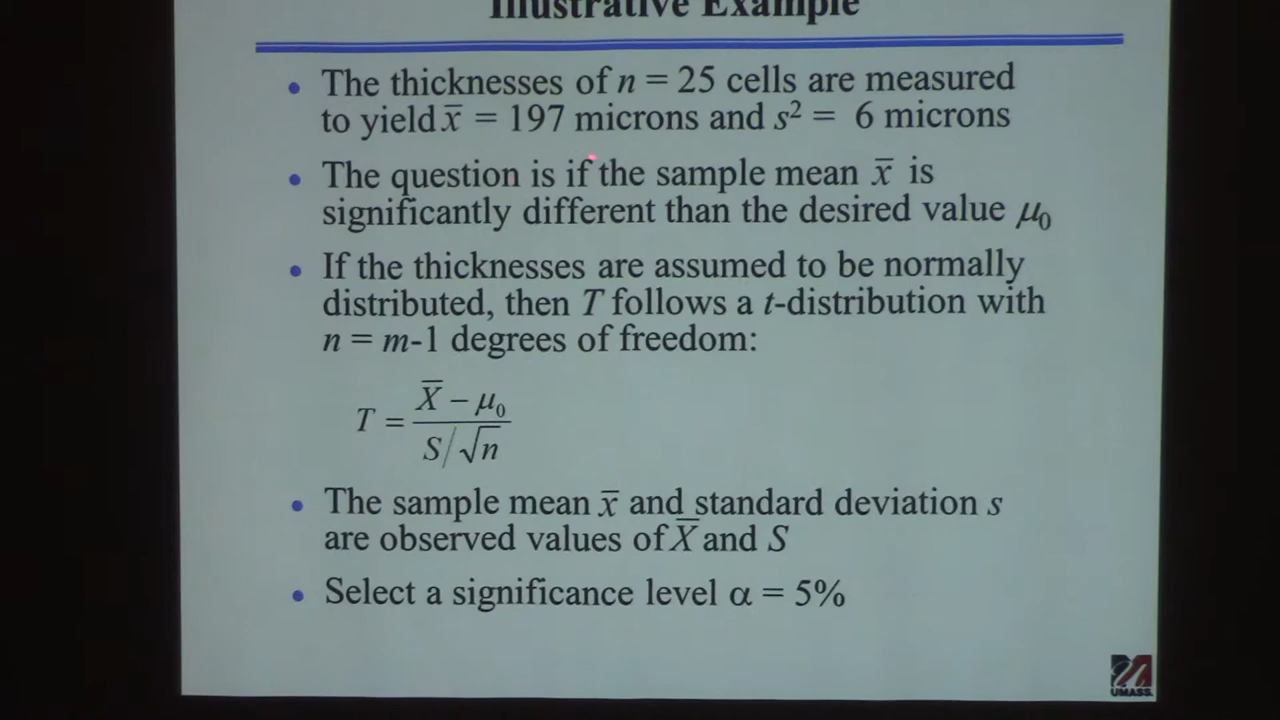 Illustrative Example
• The thicknesses of n = 25 cells are measured
to yield x̄ = 197 microns and s² = 6 microns
• The question is if the sample mean x̄ is
significantly different than the desired value μ₀
• If the thicknesses are assumed to be normally
distributed, then T follows a t-distribution with
n = m-1 degrees of freedom:
T = (X̄ − μ₀) / (S/√n)
• The sample mean x̄ and standard deviation s
are observed values of X̄ and S
• Select a significance level α = 5%
UMASS